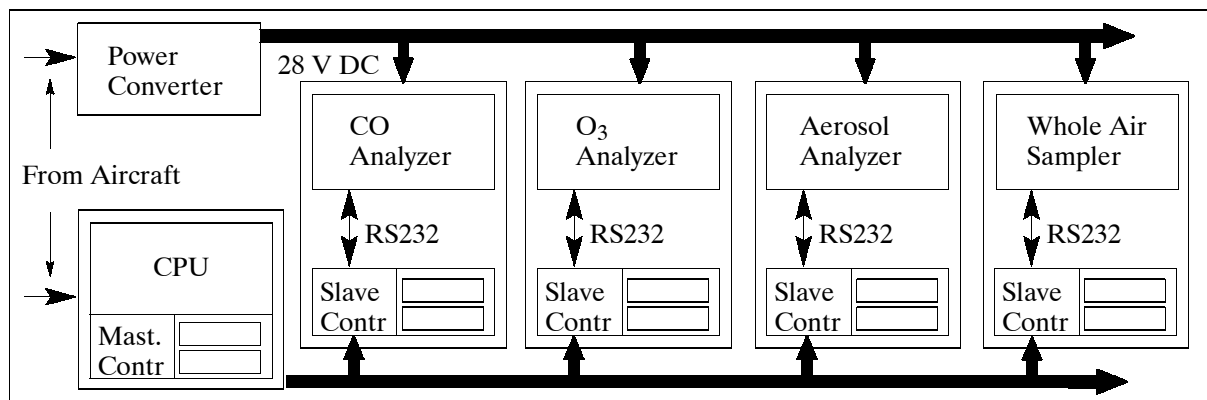 Power
Converter
28 V DC
From Aircraft
CPU
Mast.
Contr
CO
Analyzer
RS232
Slave
Contr
O3
Analyzer
RS232
Slave
Contr
Aerosol
Analyzer
RS232
Slave
Contr
Whole Air
Sampler
RS232
Slave
Contr